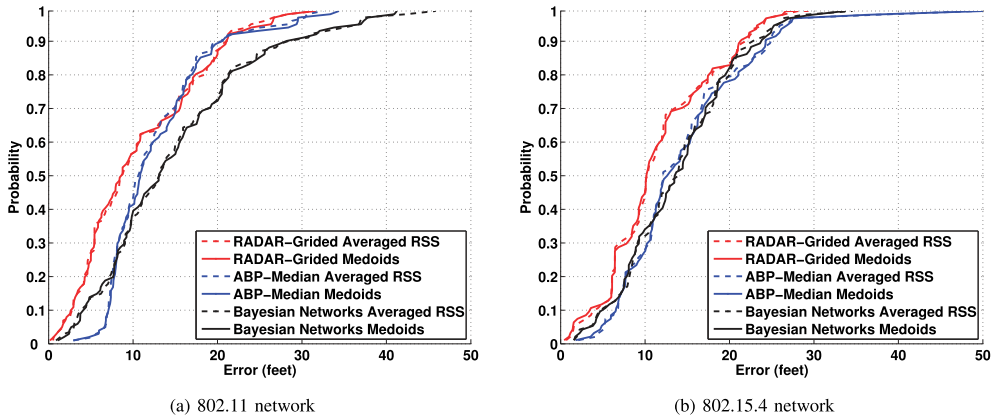 1
0.9
0.8
0.7
0.6
0.5
0.4
0.3
0.2
0.1
0
Probability
RADAR-Grided Averaged RSS
RADAR-Grided Medoids
ABP-Median Averaged RSS
ABP-Median Medoids
Bayesian Networks Averaged RSS
Bayesian Networks Medoids
0 10 20 30 40 50
Error (feet)
(a) 802.11 network
1
0.9
0.8
0.7
0.6
0.5
0.4
0.3
0.2
0.1
0
Probability
RADAR-Grided Averaged RSS
RADAR-Grided Medoids
ABP-Median Averaged RSS
ABP-Median Medoids
Bayesian Networks Averaged RSS
Bayesian Networks Medoids
0 10 20 30 40 50
Error (feet)
(b) 802.15.4 network